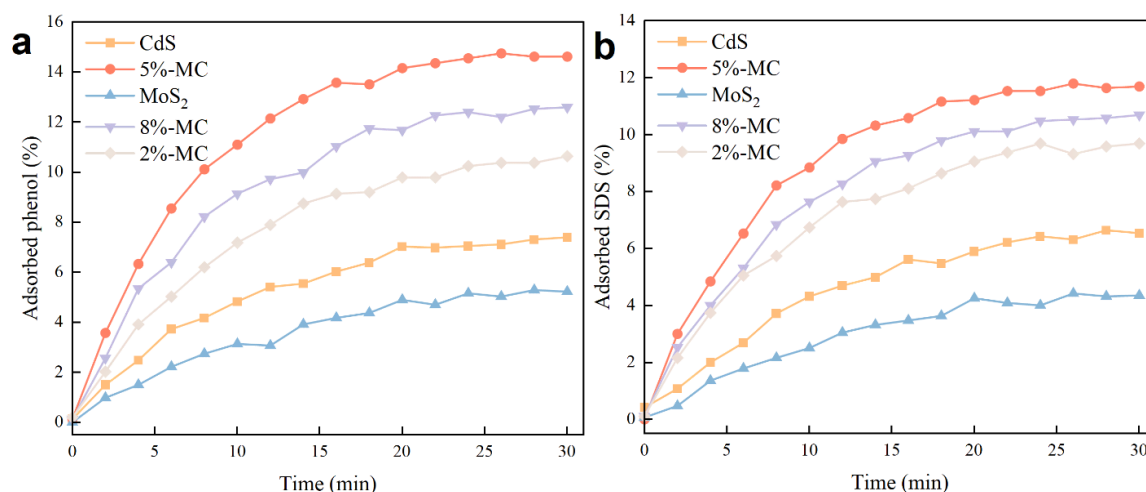 a
16
14
12
10
8
6
4
2
0
Adsorbed phenol (%)
CdS
5%-MC
MoS₂
8%-MC
2%-MC
0 5 10 15 20 25 30
Time (min)
b
14
12
10
8
6
4
2
0
Adsorbed SDS (%)
CdS
5%-MC
MoS₂
8%-MC
2%-MC
0 5 10 15 20 25 30
Time (min)